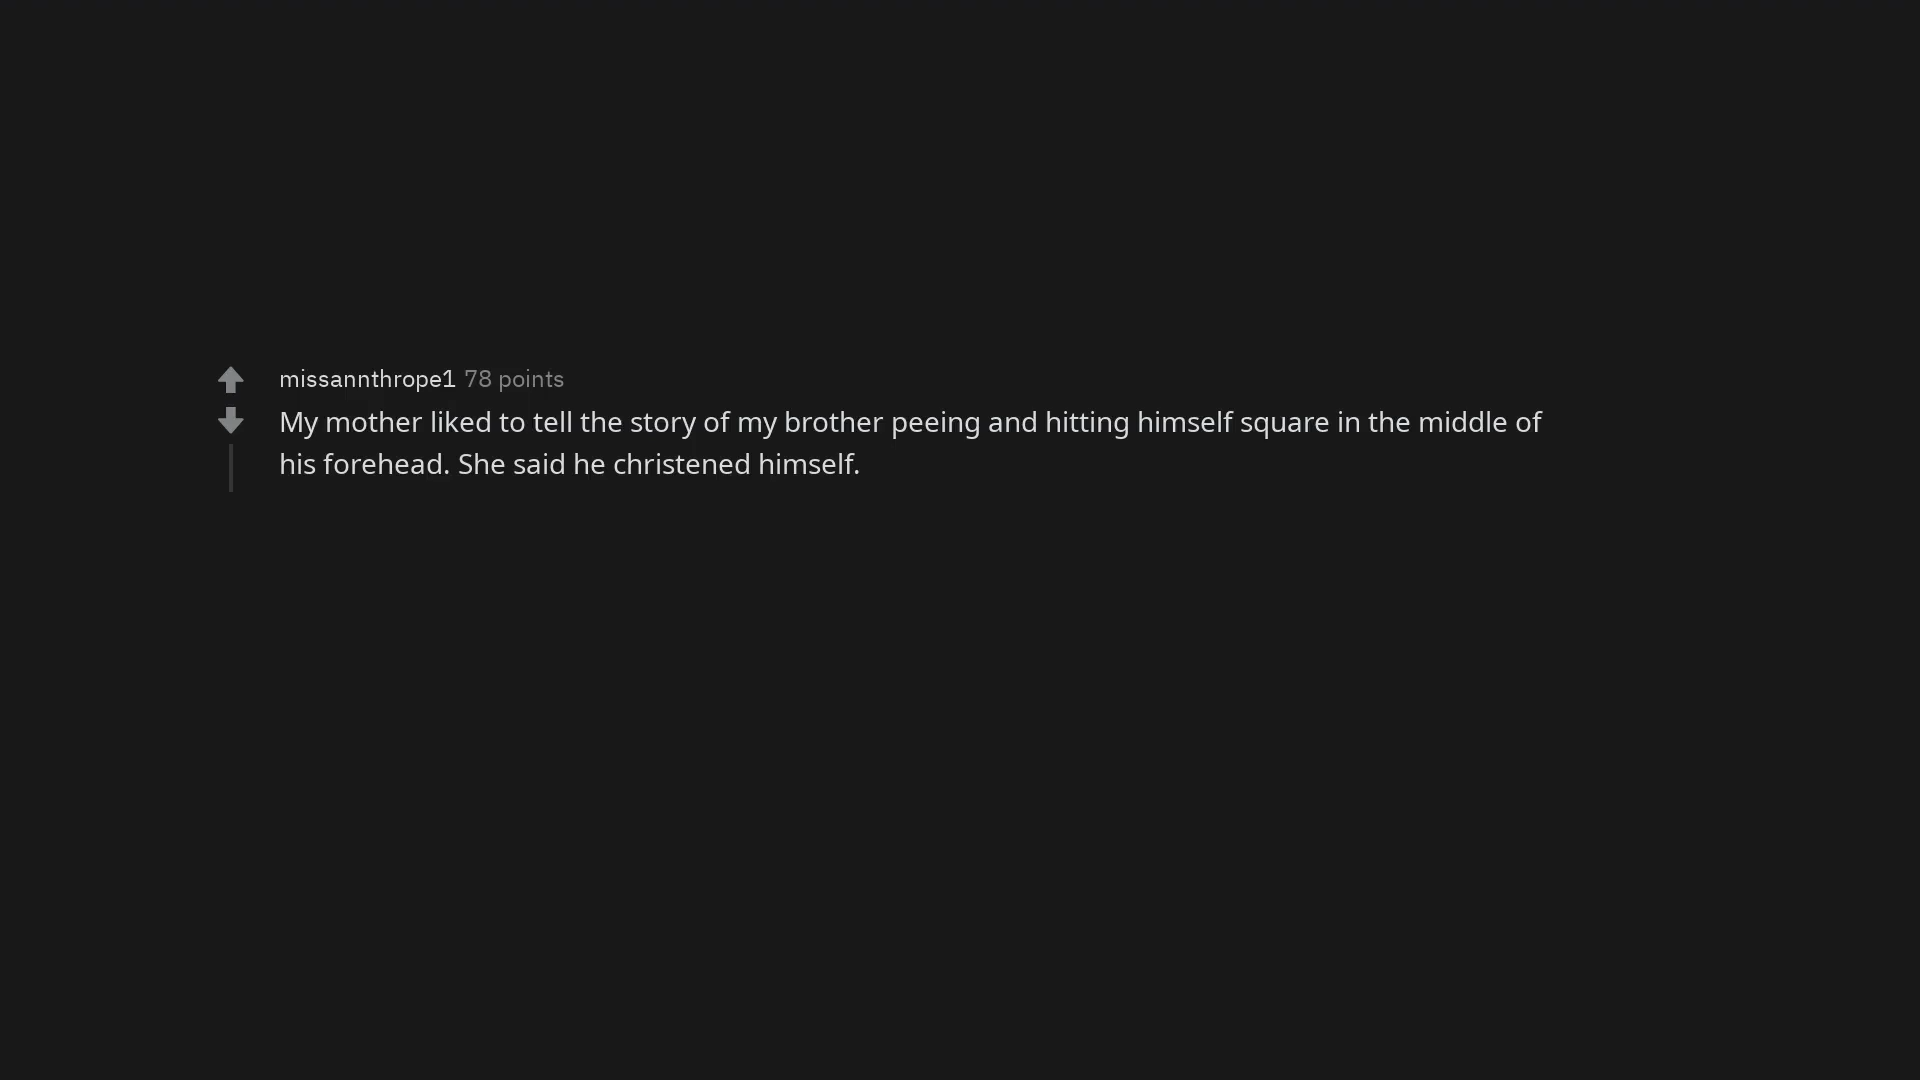 missannthrope1 78 points
My mother liked to tell the story of my brother peeing and hitting himself square in the middle of
his forehead. She said he christened himself.